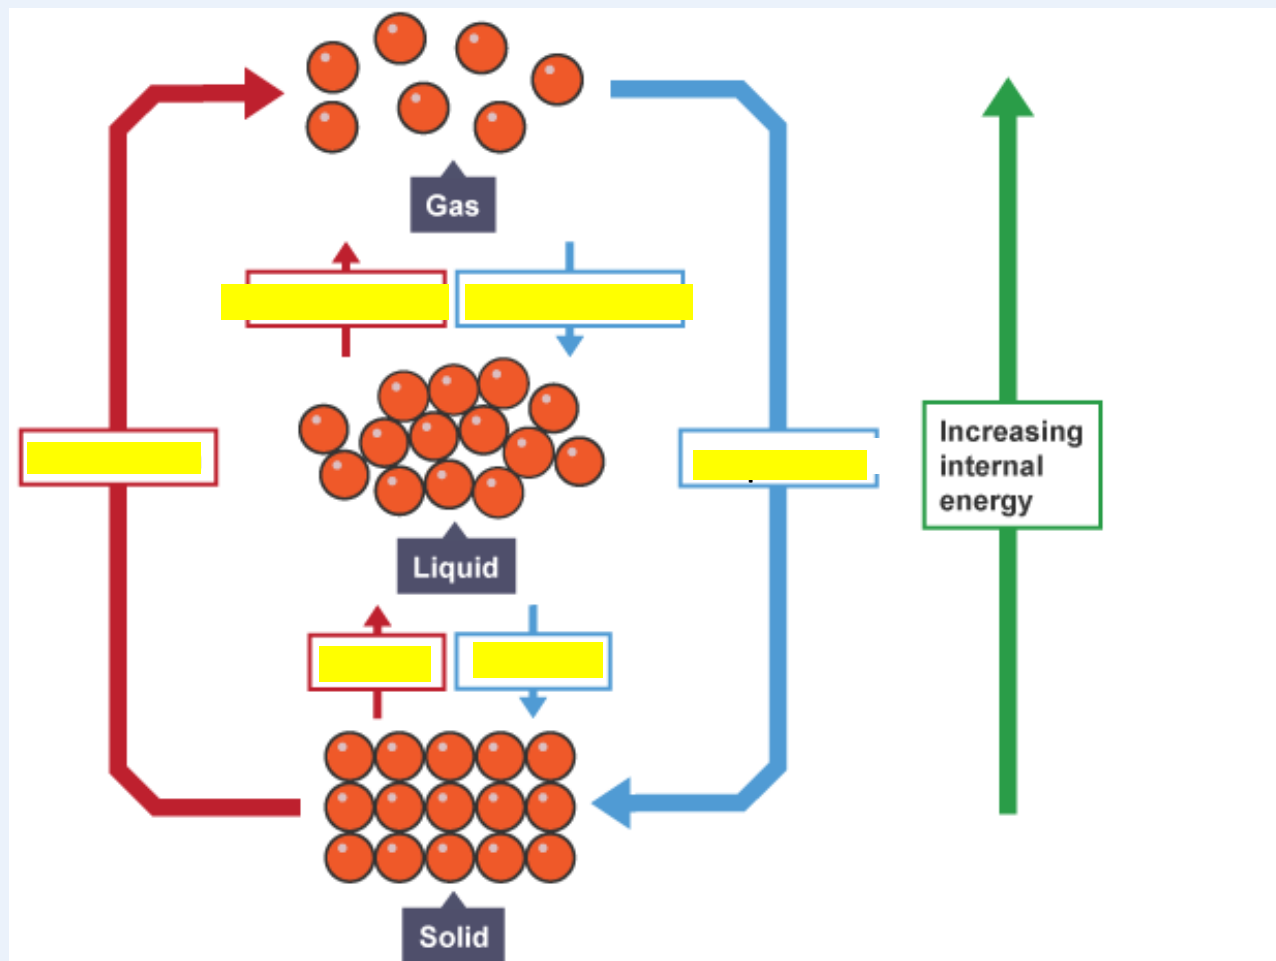 Gas
Liquid
Increasing
internal
energy
Solid